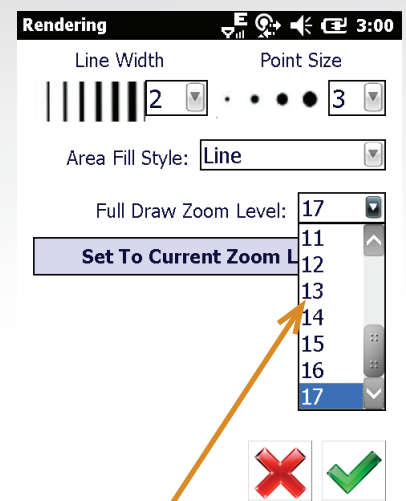 Rendering E 3:00
Line Width Point Size
2 3
Area Fill Style: Line
Full Draw Zoom Level: 17
11
Set To Current Zoom L
12
13
14
15
16
17